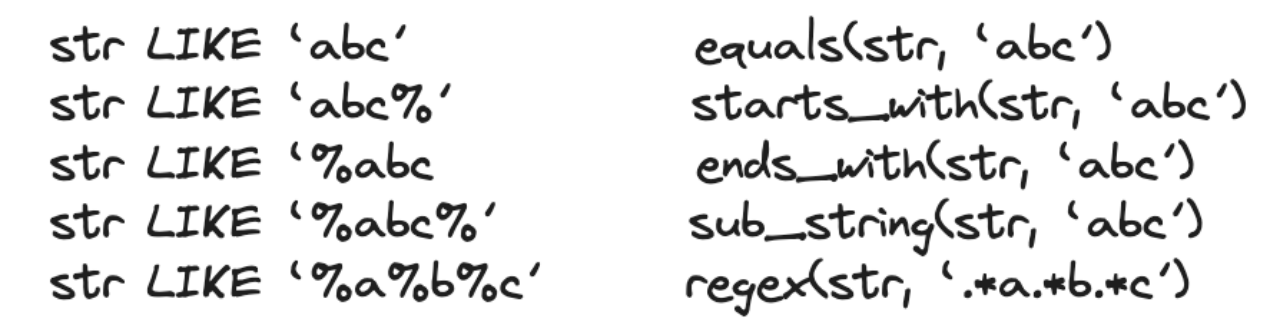 str LIKE ‘abc’ equals(str, ‘abc’)
str LIKE ‘abc%’ starts_with(str, ‘abc’)
str LIKE ‘%abc ends_with(str, ‘abc’)
str LIKE ‘%abc%’ sub_string(str, ‘abc’)
str LIKE ‘%a%b%c’ regex(str, ‘.*a.*b.*c’)